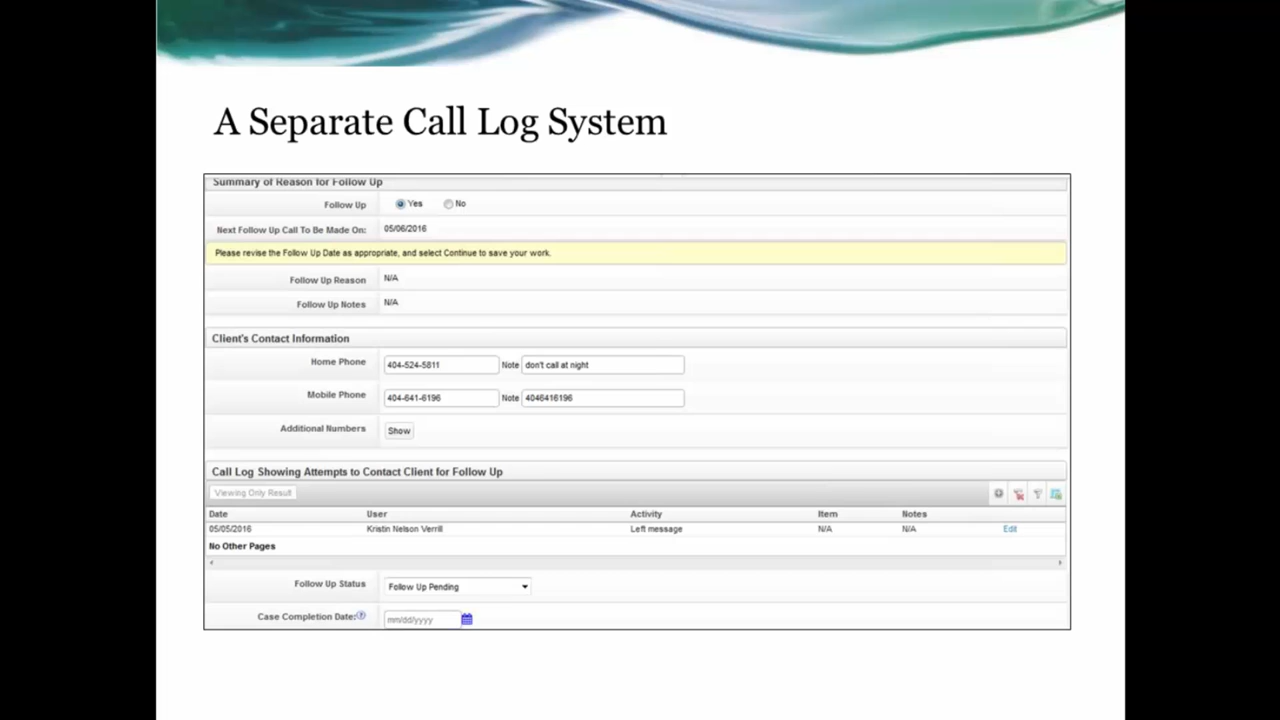 A Separate Call Log System
Summary of Reason for Follow Up
Follow Up Yes No
Next Follow Up Call To Be Made On: 05/06/2016
Please revise the Follow Up Date as appropriate, and select Continue to save your work.
Follow Up Reason N/A
Follow Up Notes N/A
Client's Contact Information
Home Phone 404-524-5811 Note don't call at night
Mobile Phone 404-641-6196 Note 4046416196
Additional Numbers Show
Call Log Showing Attempts to Contact Client for Follow Up
Viewing Only Result
Date User Activity Item Notes
05/05/2016 Kristin Nelson Verrill Left message N/A N/A Edit
No Other Pages
Follow Up Status Follow Up Pending
Case Completion Date: mm/dd/yyyy